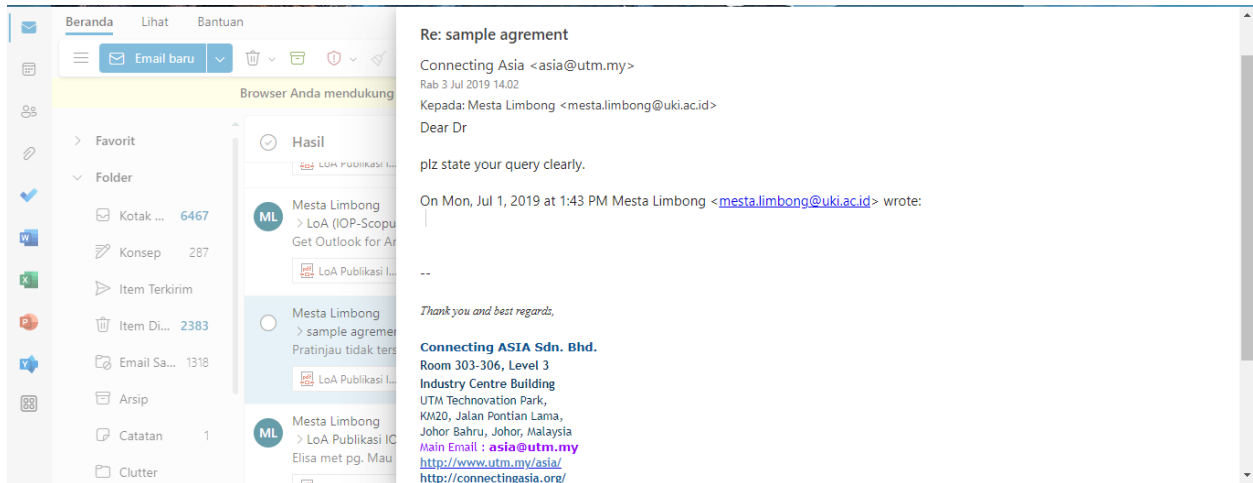 Beranda Lihat Bantuan
Email baru
Browser Anda mendukung
Favorit
Folder
Kotak ... 6467
Konsep 287
Item Terkirim
Item Di... 2383
Email Sa... 1318
Arsip
Catatan 1
Clutter
Hasil
LoA Publikasi I...
ML
Mesta Limbong
> LoA (IOP-Scopu
Get Outlook for Ar
LoA Publikasi I...
Mesta Limbong
> sample agremer
Pratinjau tidak ters
LoA Publikasi I...
ML
Mesta Limbong
> LoA Publikasi IC
Elisa met pg. Mau
Re: sample agrement
Connecting Asia <asia@utm.my>
Rab 3 Jul 2019 14.02
Kepada: Mesta Limbong <mesta.limbong@uki.ac.id>
Dear Dr
plz state your query clearly.
On Mon, Jul 1, 2019 at 1:43 PM Mesta Limbong <mesta.limbong@uki.ac.id> wrote:
--
Thank you and best regards,
Connecting ASIA Sdn. Bhd.
Room 303-306, Level 3
Industry Centre Building
UTM Technovation Park,
KM20, Jalan Pontian Lama,
Johor Bahru, Johor, Malaysia
Main Email : asia@utm.my
http://www.utm.my/asia/
http://connectingasia.org/